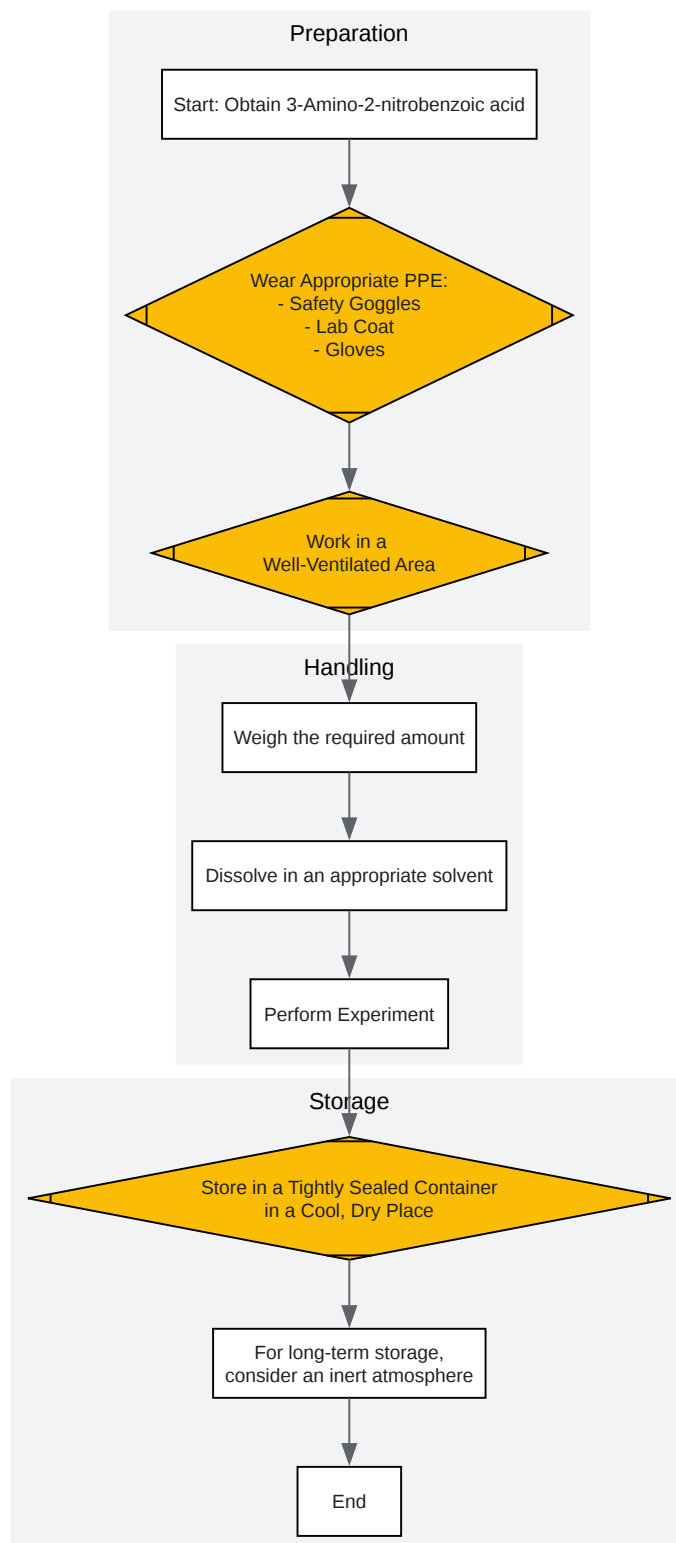 Preparation
Start: Obtain 3-Amino-2-nitrobenzoic acid
Wear Appropriate PPE:
- Safety Goggles
- Lab Coat
- Gloves
Work in a
Well-Ventilated Area
Handling
Weigh the required amount
Dissolve in an appropriate solvent
Perform Experiment
Storage
Store in a Tightly Sealed Container
in a Cool, Dry Place
For long-term storage,
consider an inert atmosphere
End